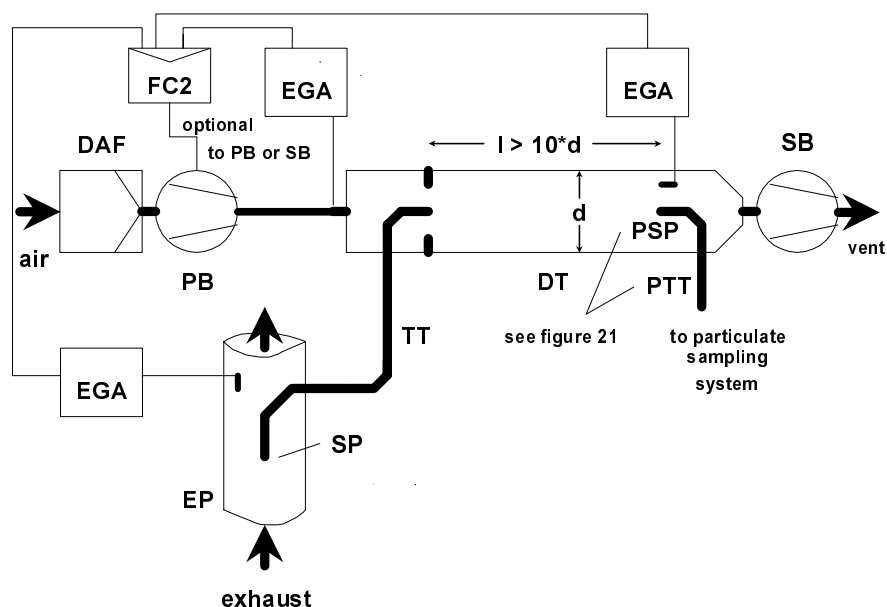 FC2
EGA
EGA
optional
to PB or SB
DAF
l > 10*d
SB
air
PB
d
PSP
DT
PTT
vent
see figure 21
to particulate
sampling
system
TT
EGA
SP
EP
exhaust